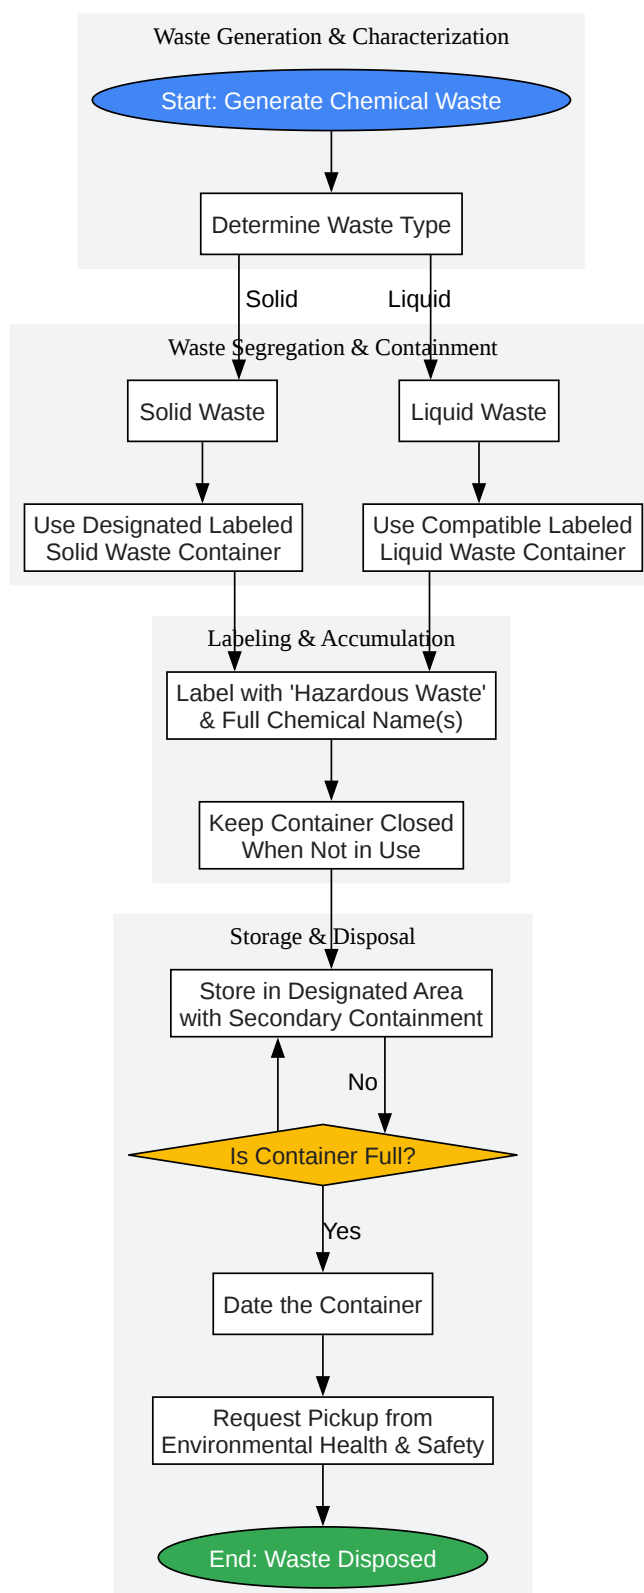 Waste Generation & Characterization
Start: Generate Chemical Waste
Determine Waste Type
Solid
Liquid
Waste Segregation & Containment
Solid Waste
Liquid Waste
Use Designated Labeled
Solid Waste Container
Use Compatible Labeled
Liquid Waste Container
Labeling & Accumulation
Label with 'Hazardous Waste'
& Full Chemical Name(s)
Keep Container Closed
When Not in Use
Storage & Disposal
Store in Designated Area
with Secondary Containment
No
Is Container Full?
Yes
Date the Container
Request Pickup from
Environmental Health & Safety
End: Waste Disposed